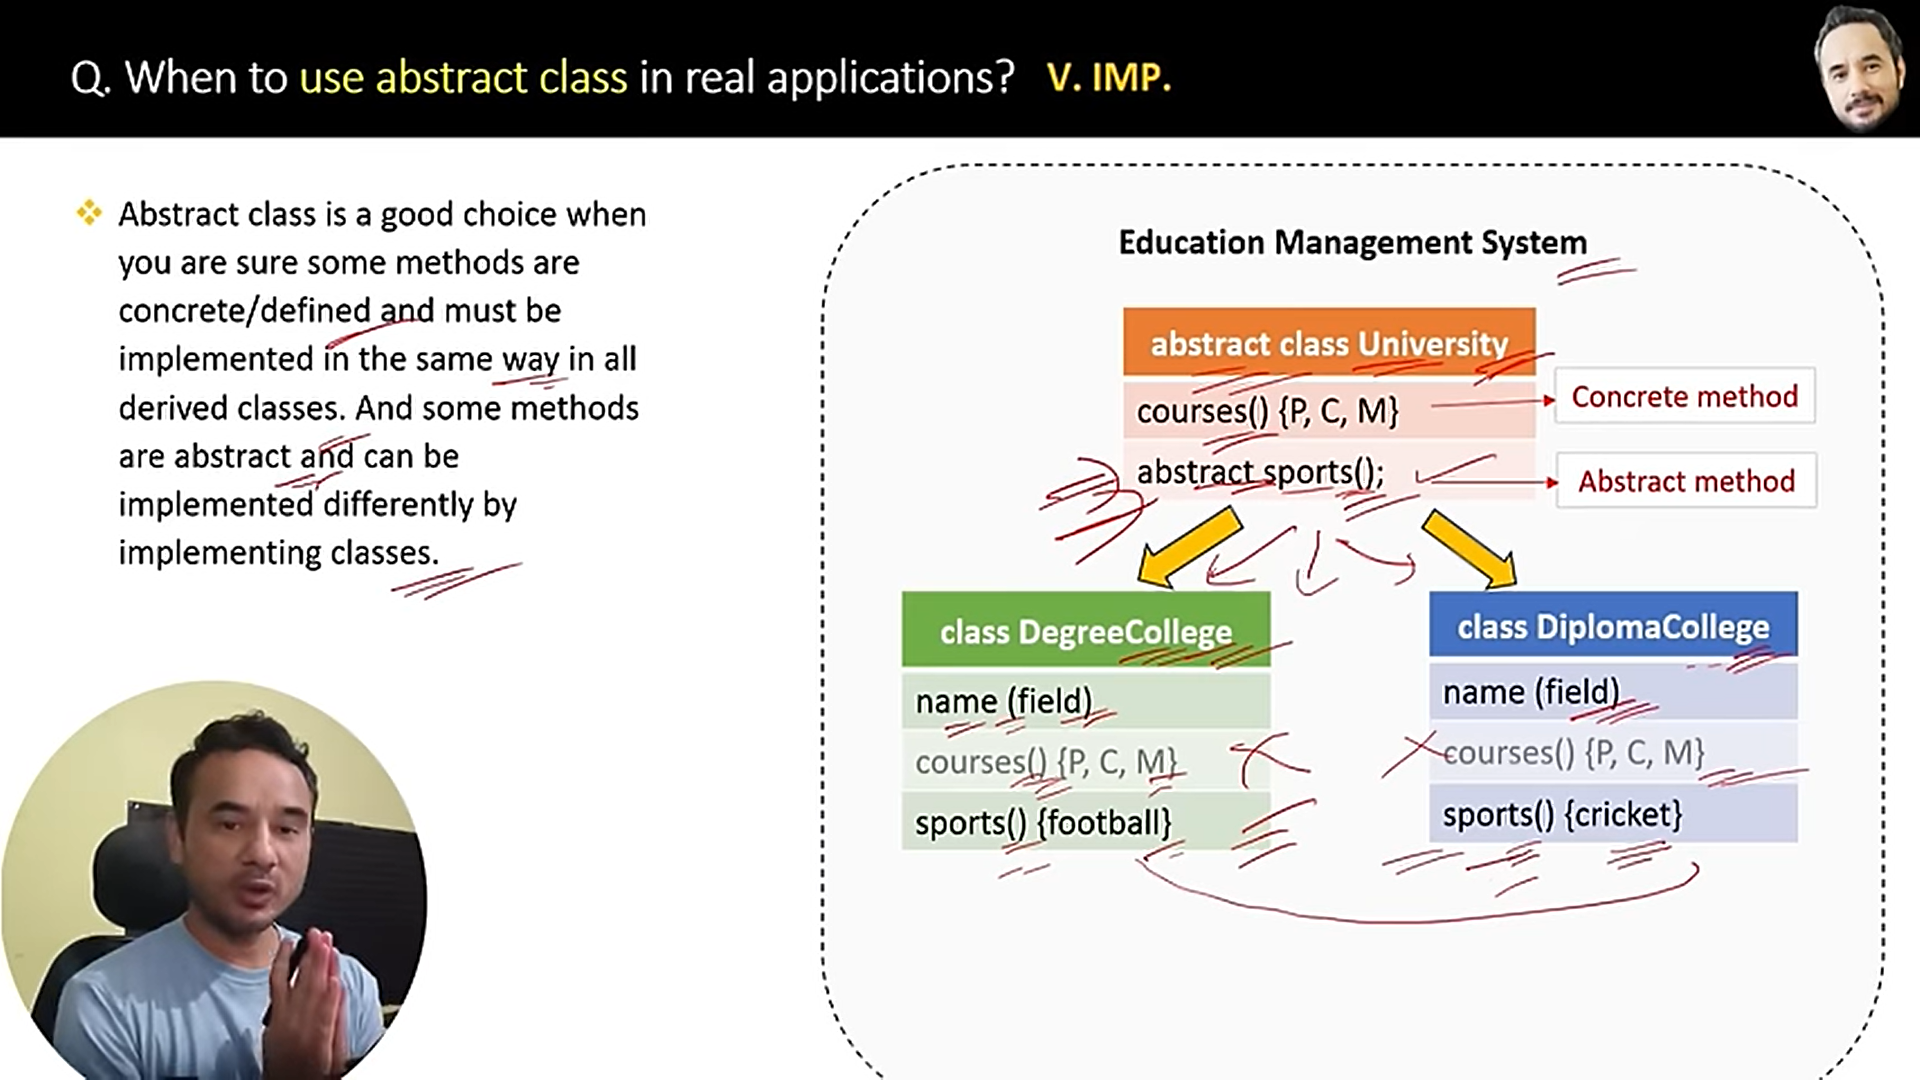 Q. When to use abstract class in real applications? V. IMP.
Abstract class is a good choice when
you are sure some methods are
concrete/defined and must be
implemented in the same way in all
derived classes. And some methods
are abstract and can be
implemented differently by
implementing classes.
Education Management System
abstract class University
courses() {P, C, M}
Concrete method
abstract sports();
Abstract method
class DegreeCollege
name (field)
courses() {P, C, M}
sports() {football}
class DiplomaCollege
name (field)
courses() {P, C, M}
sports() {cricket}